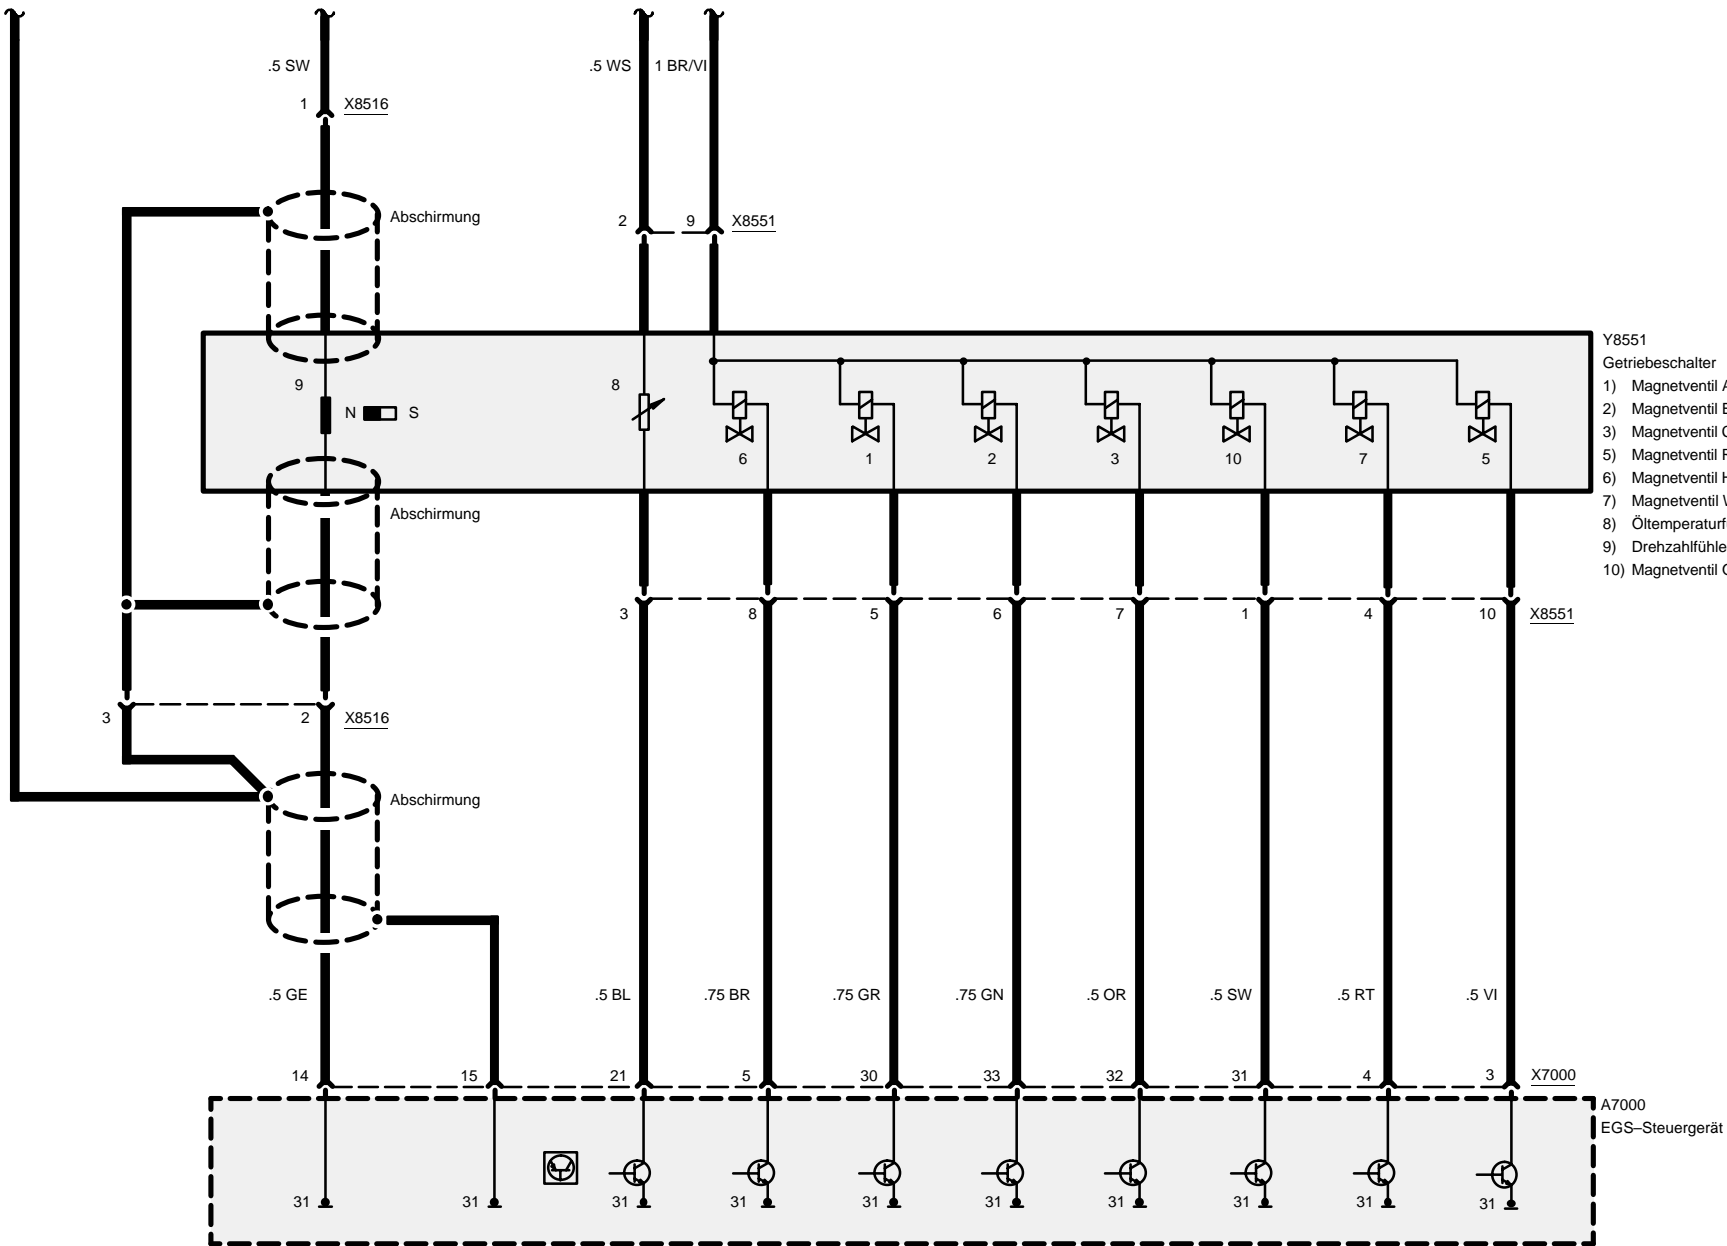 .5 SW
.5 WS
1 BR/VI
1
X8516
Abschirmung
2
9
X8551
Y8551
Getriebeschalter
1) Magnetventil
2) Magnetventil
3) Magnetventil
5) Magnetventil
6) Magnetventil
7) Magnetventil
8)
9)
10) Magnetventil
9
N
S
8
6
1
2
3
10
7
5
Abschirmung
3
8
5
6
7
1
4
10
X8551
3
2
X8516
Abschirmung
.5 GE
.5 BL
.75 BR
.75 GR
.75 GN
.5 OR
.5 SW
.5 RT
.5 VI
14
15
21
5
30
33
32
31
4
3
X7000
A7000
EGS–Steuergerät
31
31
31
31
31
31
31
31
31
31